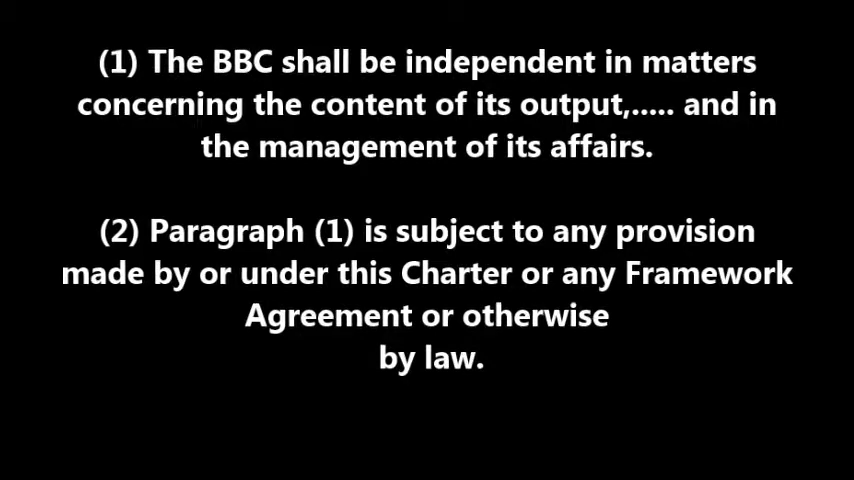 (1) The BBC shall be independent in matters
concerning the content of its output,..... and in
the management of its affairs.
(2) Paragraph (1) is subject to any provision
made by or under this Charter or any Framework
Agreement or otherwise
by law.